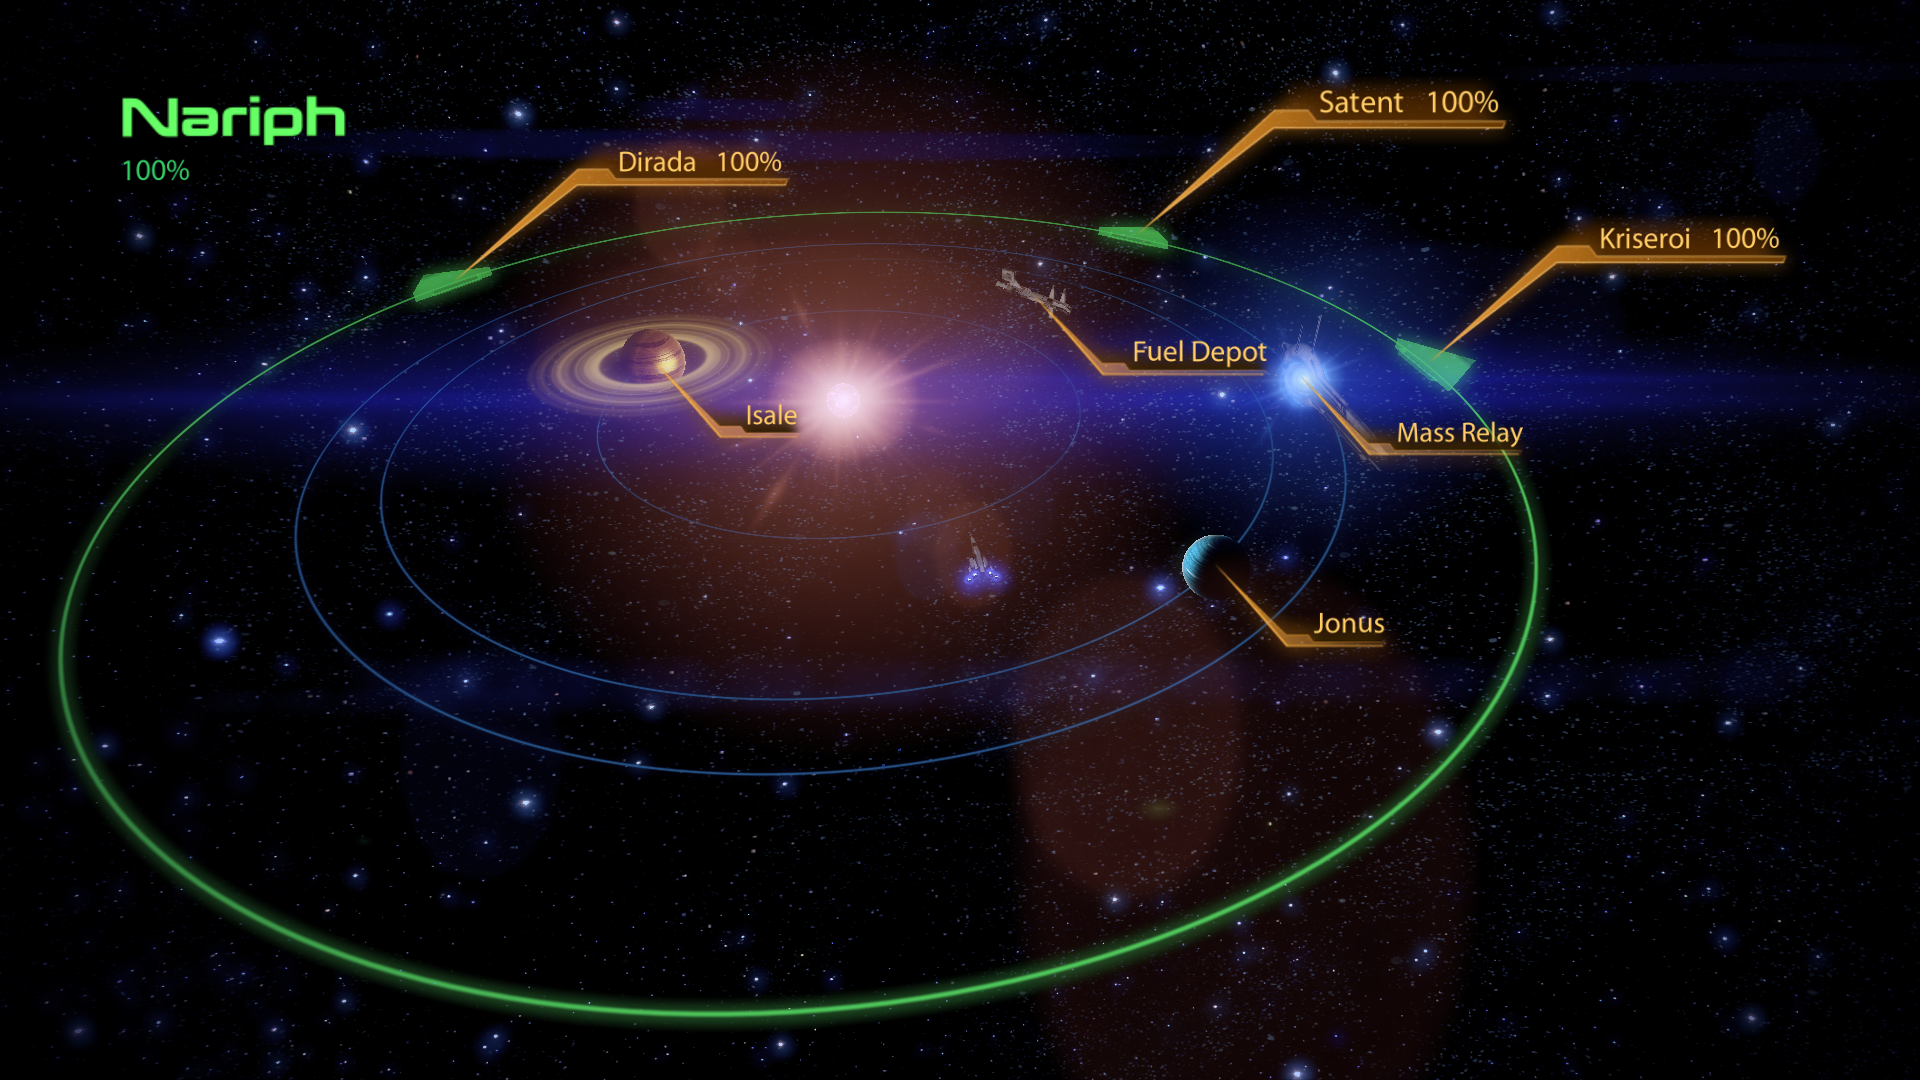 Nariph
100%
Dirada 100%
Satent 100%
Kriseroi 100%
Fuel Depot
Isale
Mass Relay
Jonus